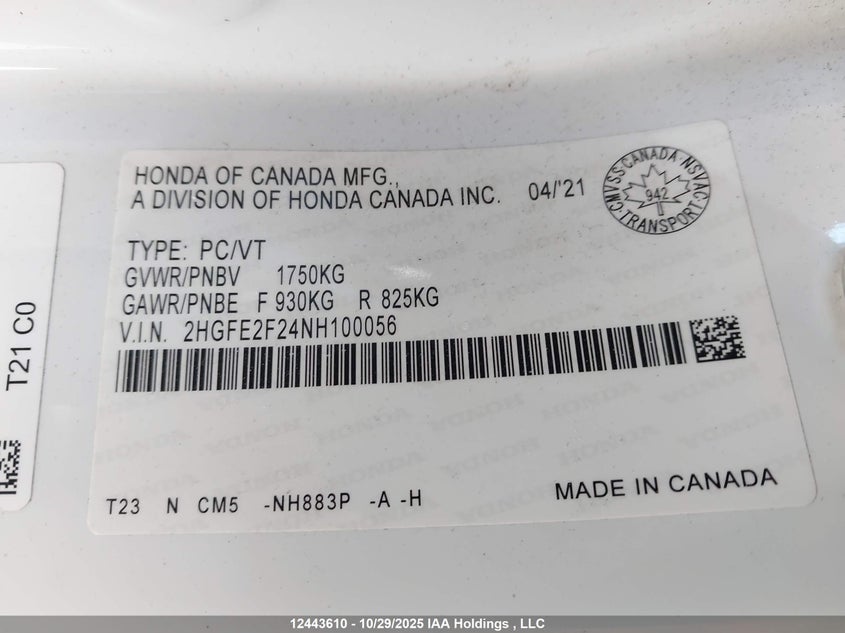 HONDA OF CANADA MFG.,
A DIVISION OF HONDA CANADA INC. 04/'21
CMVSS-CANADA-NSVAC
942
TRANSPORT
TYPE: PC/VT
GVWR/PNBV 1750KG
GAWR/PNBE F 930KG R 825KG
V.I.N. 2HGFE2F24NH100056
T21 C0
T23 N CM5 -NH883P -A -H
MADE IN CANADA
12443610 - 10/29/2025 IAA Holdings , LLC